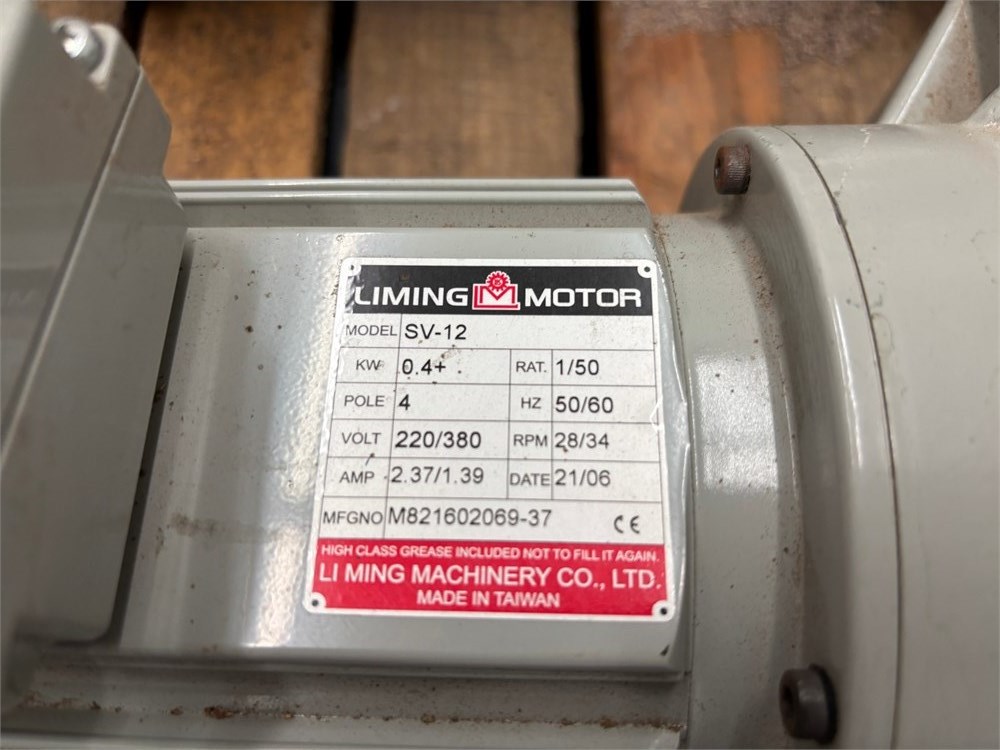 LIMING MOTOR
MODEL SV-12
KW 0.4+ RAT. 1/50
POLE 4 HZ 50/60
VOLT 220/380 RPM 28/34
AMP 2.37/1.39 DATE 21/06
MFGNO M821602069-37 CE
HIGH CLASS GREASE INCLUDED NOT TO FILL IT AGAIN.
LI MING MACHINERY CO., LTD.
MADE IN TAIWAN